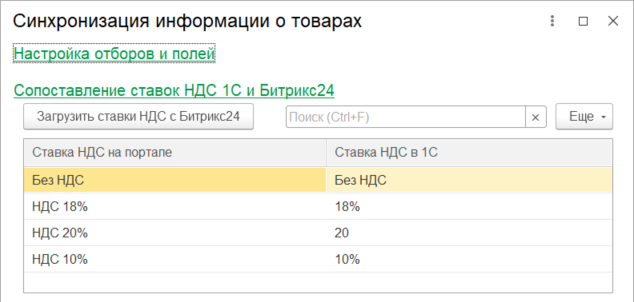 Синхронизация информации о товарах
Настройка отборов и полей
Сопоставление ставок НДС 1С и Битрикс24
Загрузить ставки НДС с Битрикс24 Поиск (Ctrl+F) × Еще
Ставка НДС на портале Ставка НДС в 1С
Без НДС Без НДС
НДС 18% 18%
НДС 20% 20
НДС 10% 10%